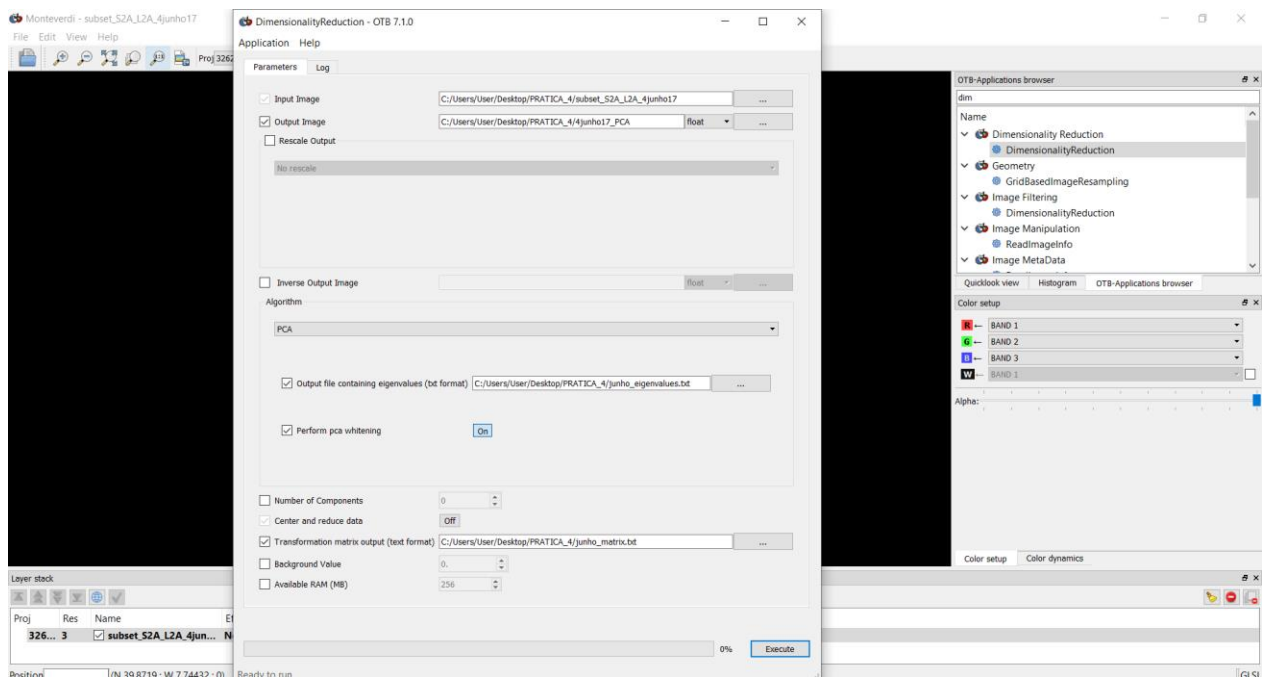 Monteverdi - subset_S2A_L2A_4junho17
File Edit View Help
Proj 3262
DimensionalityReduction - OTB 7.1.0
Application Help
Parameters Log
Input Image C:/Users/User/Desktop/PRATICA_4/subset_S2A_L2A_4junho17 ...
Output Image C:/Users/User/Desktop/PRATICA_4/4junho17_PCA float ...
Rescale Output
No rescale
Inverse Output Image float ...
Algorithm
PCA
Output file containing eigenvalues (txt format) C:/Users/User/Desktop/PRATICA_4/junho_eigenvalues.txt ...
Perform pca whitening On
Number of Components 0
Center and reduce data Off
Transformation matrix output (text format) C:/Users/User/Desktop/PRATICA_4/junho_matrix.txt ...
Background Value 0.
Available RAM (MB) 256
0% Execute
Ready to run
OTB-Applications browser
dim
Name
Dimensionality Reduction
DimensionalityReduction
Geometry
GridBasedImageResampling
Image Filtering
DimensionalityReduction
Image Manipulation
ReadImageInfo
Image MetaData
Quicklook view Histogram OTB-Applications browser
Color setup
R ← BAND 1
G ← BAND 2
B ← BAND 3
W ← BAND 1
Alpha:
Color setup Color dynamics
Layer stack
Proj Res Name Ef
326... 3 subset_S2A_L2A_4jun... N
Position (N 39.8719 ; W 7.74432 ; 0)
GLSL